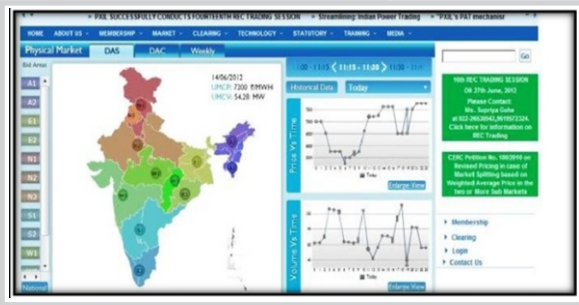 PXIL SUCCESSFULLY CONDUCTS FOURTEENTH REC TRADING SESSION Streamlining Indian Power Trading "PXIL's PAT mechanisr
HOME ABOUT US MEMBERSHIP MARKET CLEARING TECHNOLOGY STATUTORY TRAINING MEDIA
Physical Market DAS DAC Weekly
Go
Bid Areas
11:15 - 11:30
14/06/2012
UMCP: 7200 ₹/MWH
UMCV: 54.28 MW
Historical Data Today
A1
A2
E1
E2
N1
N2
N3
S1
S2
W1
National
Price Vs Time
Today
Enlarge View
Volume Vs Time
Today
Enlarge View
REC TRADING SESSION
ON 27th June, 2012
Please Contact
Ms. Supriya Guha
Click here for information on
REC Trading
CERC Petition No.
Revised Pricing in case of
Market Splitting based on
Weighted Average Price in the
two or More Sub Markets
Membership
Clearing
Login
Contact Us